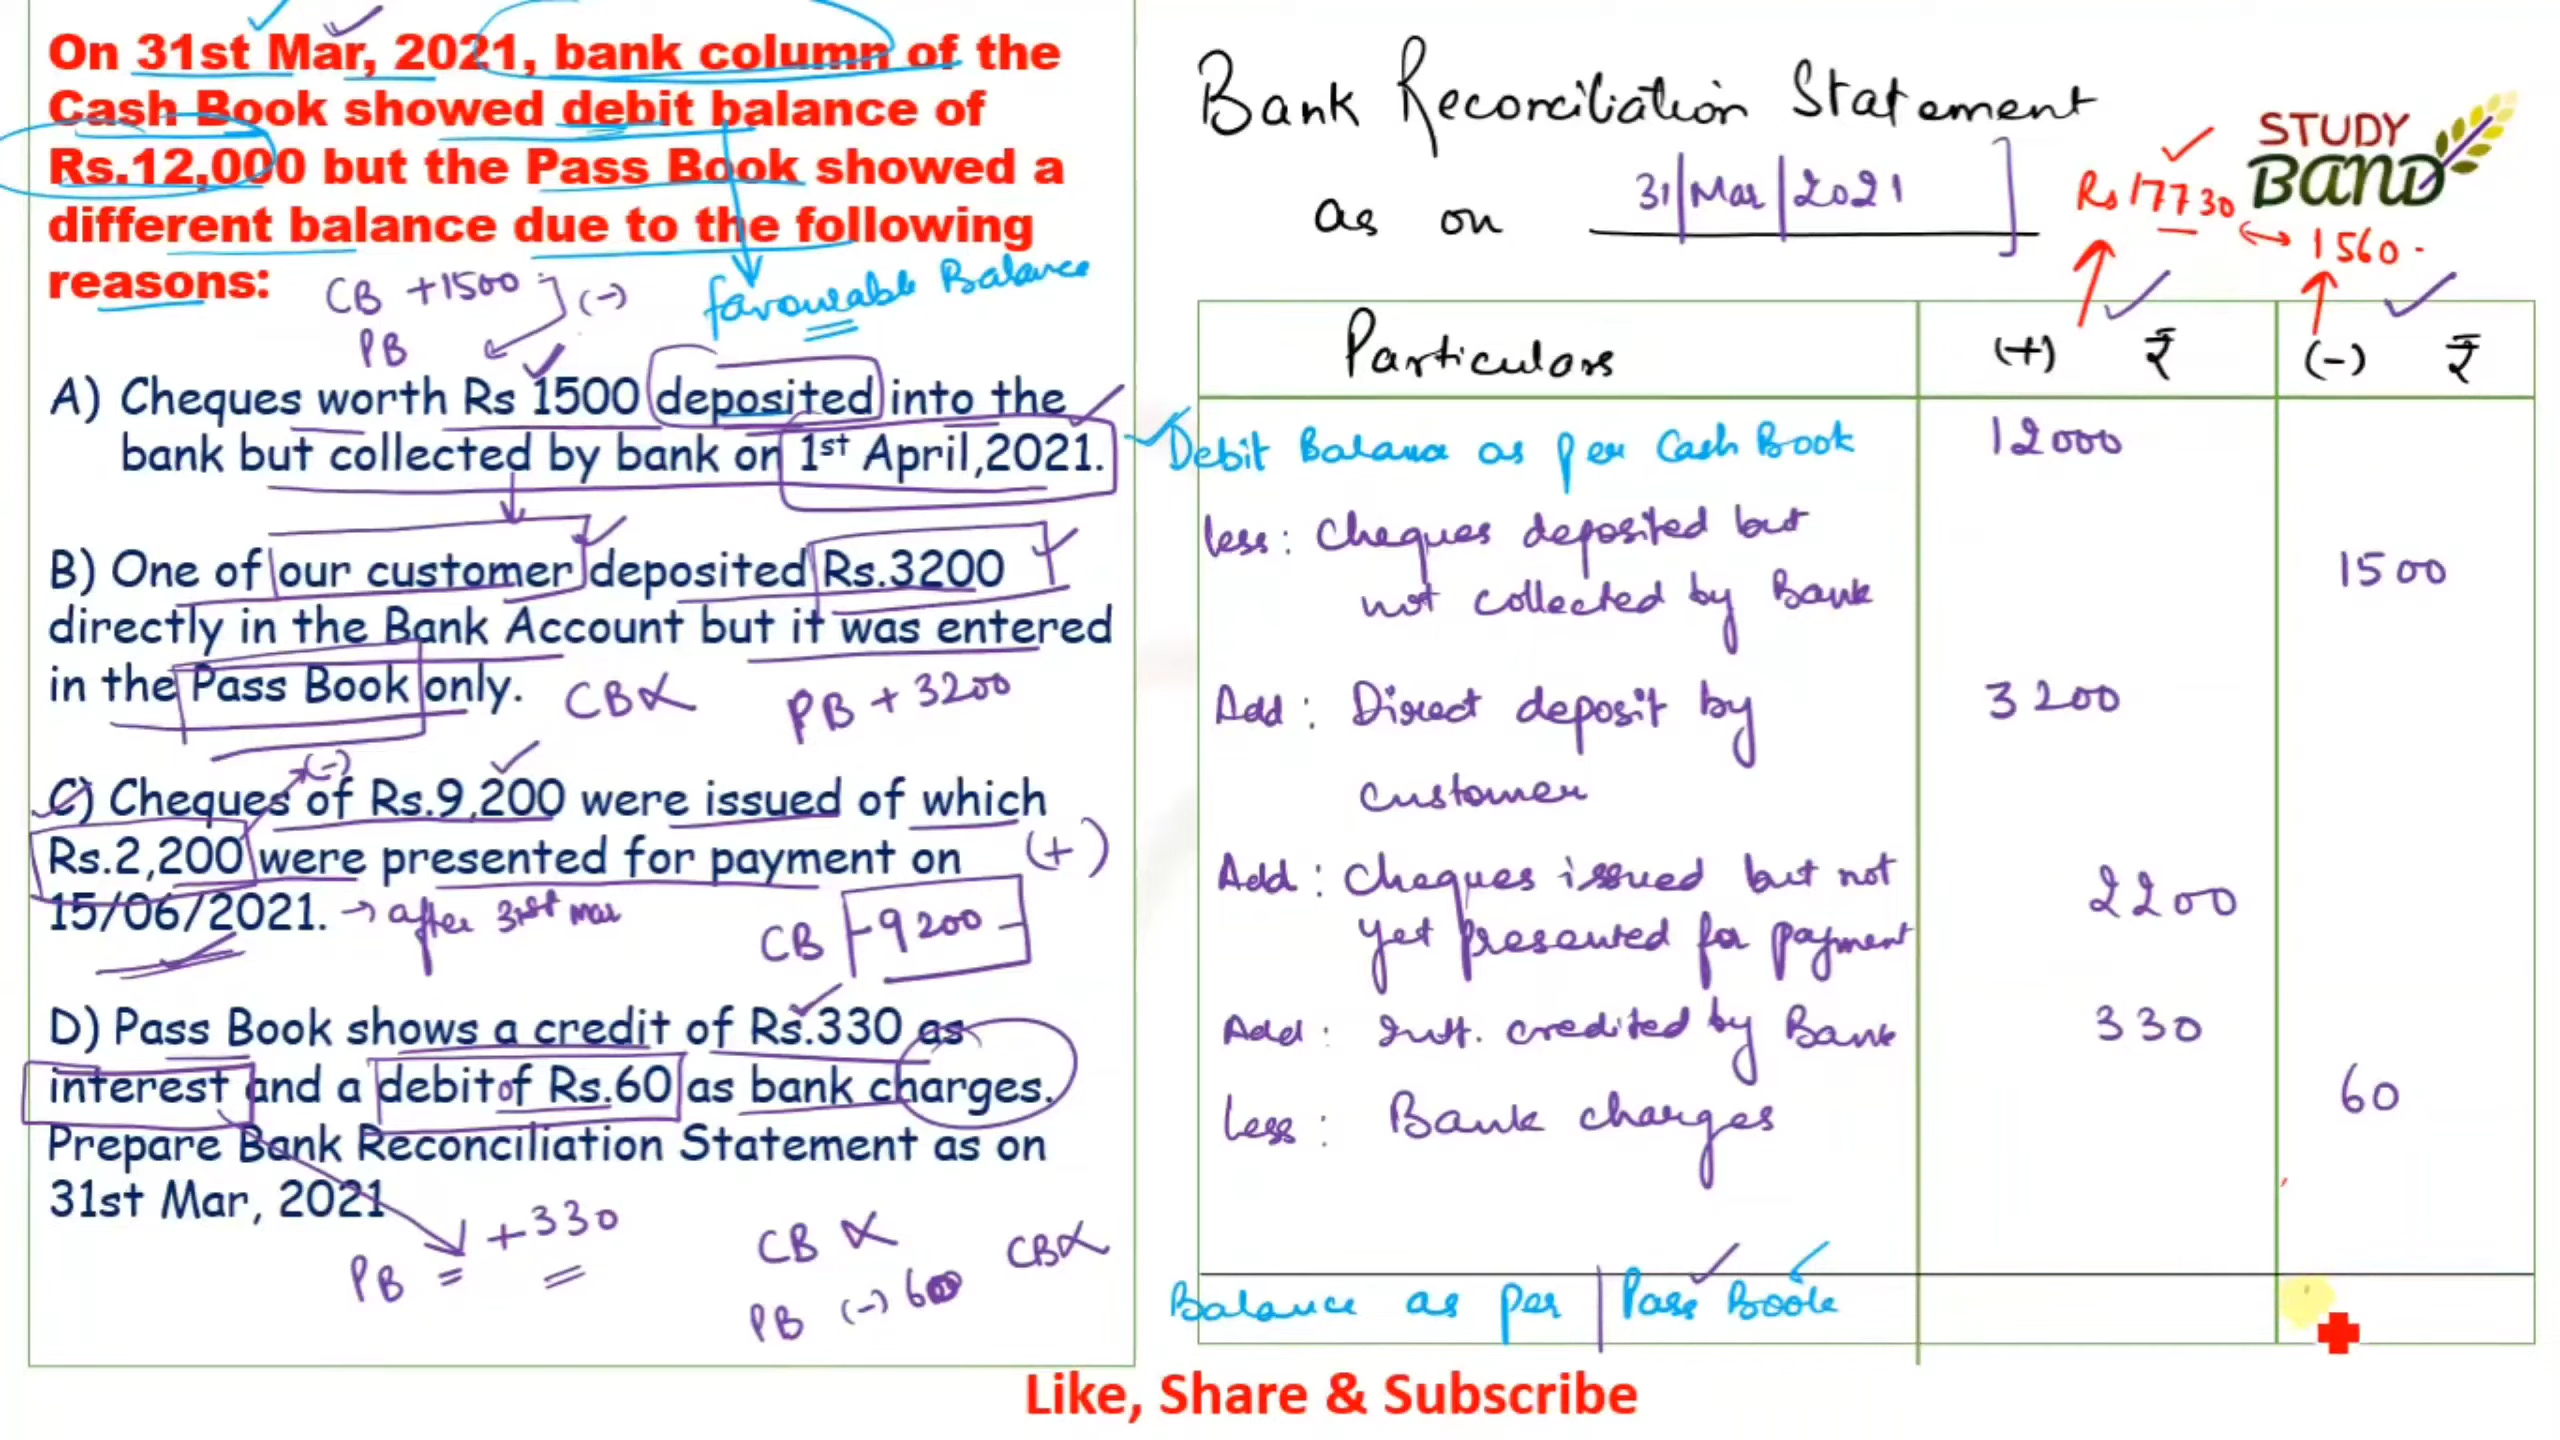 On 31st Mar, 2021, bank column of the
Cash Book showed debit balance of
Rs.12,000 but the Pass Book showed a
different balance due to the following
reasons:
CB +1500 (-)
PB
favourable Balance
A) Cheques worth Rs 1500 deposited into the
bank but collected by bank on 1st April,2021.
B) One of our customer deposited Rs.3200
directly in the Bank Account but it was entered
in the Pass Book only.
CB PB + 3200
(-)
C) Cheques of Rs.9,200 were issued of which
Rs.2,200 were presented for payment on (+)
15/06/2021. → after 31st Mar
CB -9200
D) Pass Book shows a credit of Rs.330 as
interest and a debit of Rs.60 as bank charges.
Prepare Bank Reconciliation Statement as on
31st Mar, 2021
PB = +330
CB
PB (-) 60
CB
Bank Reconciliation Statement
as on 31/Mar/2021
Rs 17730 ↔ 1560
STUDY
BAND
Particulars (+) ₹ (-) ₹
Debit Balance as per Cash Book 12000
Less: Cheques deposited but
not collected by Bank 1500
Add: Direct deposit by 3200
customer
Add: Cheques issued but not
yet presented for payment 2200
Add: Intt. credited by Bank 330
Less: Bank charges 60
Balance as per Pass Book
Like, Share & Subscribe